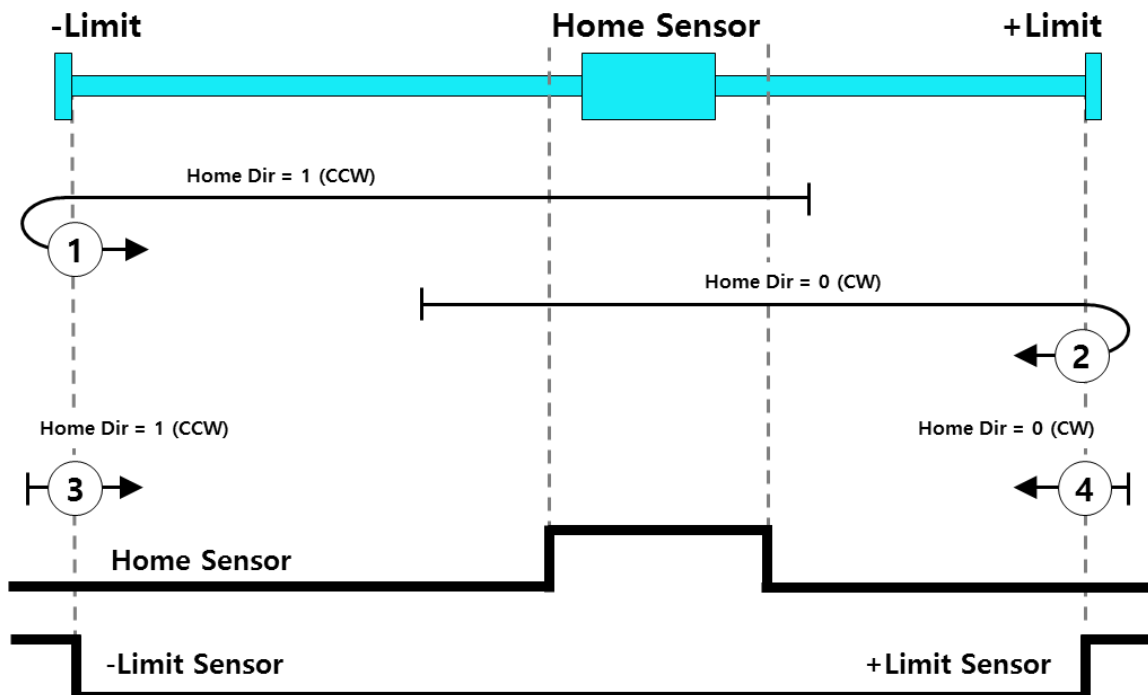 -Limit
Home Sensor
+Limit
Home Dir = 1 (CCW)
1
Home Dir = 0 (CW)
2
Home Dir = 1 (CCW)
Home Dir = 0 (CW)
3
4
Home Sensor
-Limit Sensor
+Limit Sensor